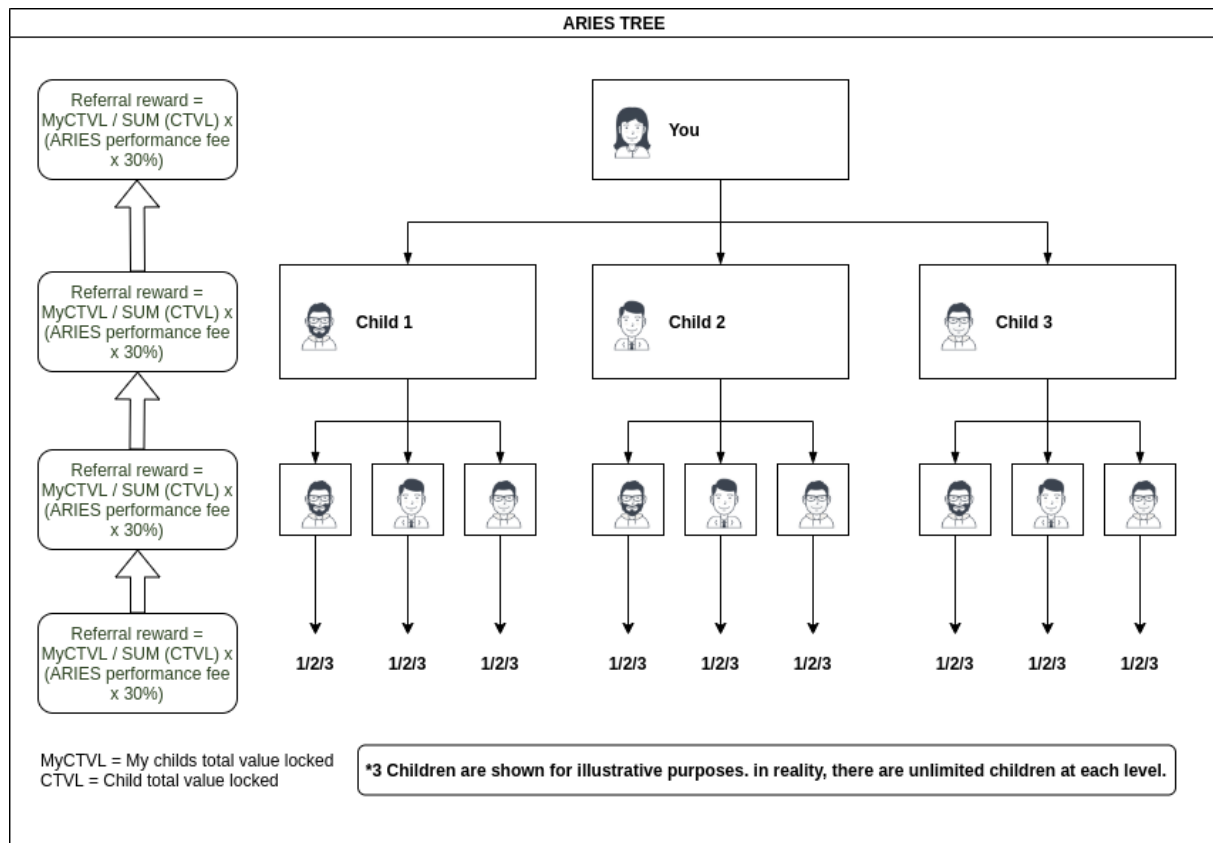 ARIES TREE
Referral reward =
MyCTVL / SUM (CTVL) x
(ARIES performance fee
x 30%)
You
Referral reward =
MyCTVL / SUM (CTVL) x
(ARIES performance fee
x 30%)
Child 1
Child 2
Child 3
Referral reward =
MyCTVL / SUM (CTVL) x
(ARIES performance fee
x 30%)
Referral reward =
MyCTVL / SUM (CTVL) x
(ARIES performance fee
x 30%)
1/2/3
1/2/3
1/2/3
1/2/3
1/2/3
1/2/3
1/2/3
1/2/3
1/2/3
MyCTVL = My childs total value locked
CTVL = Child total value locked
*3 Children are shown for illustrative purposes. in reality, there are unlimited children at each level.